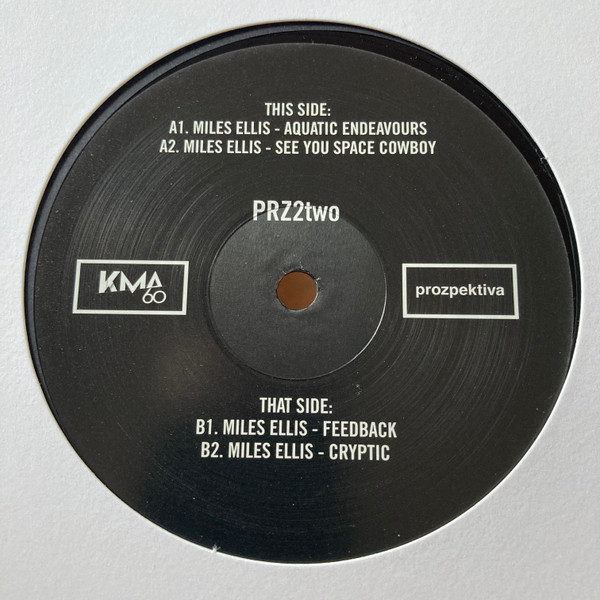 THIS SIDE:
A1. MILES ELLIS - AQUATIC ENDEAVOURS
A2. MILES ELLIS - SEE YOU SPACE COWBOY
PRZ2two
KMA
60
prozpektiva
THAT SIDE:
B1. MILES ELLIS - FEEDBACK
B2. MILES ELLIS - CRYPTIC